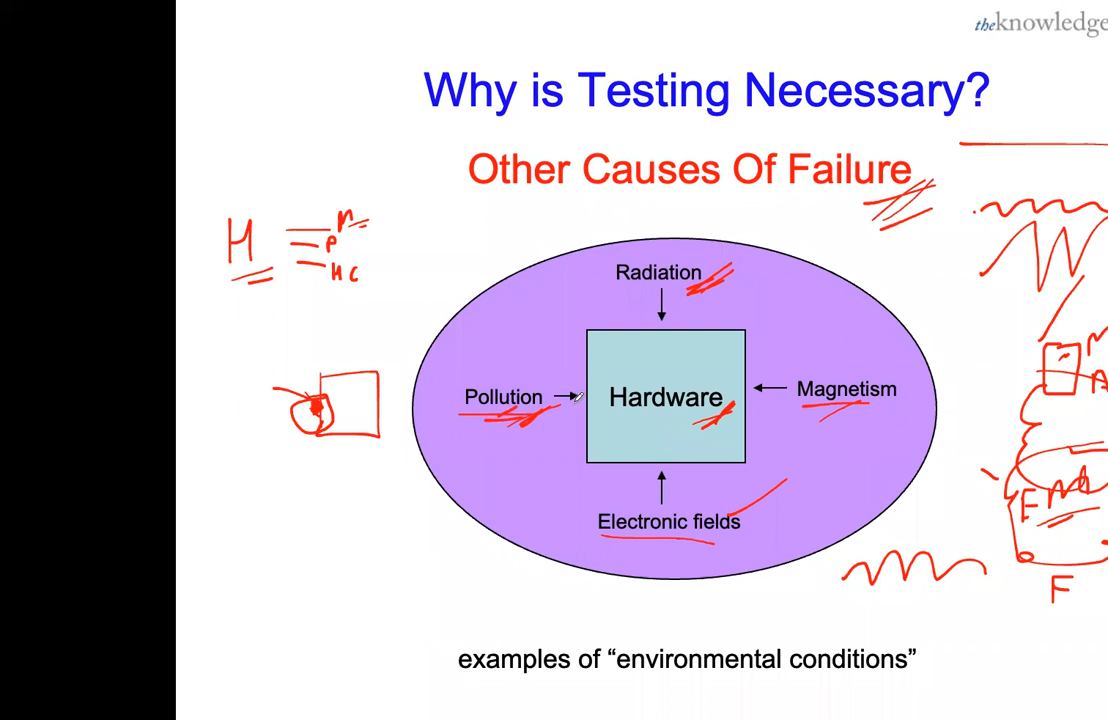 theknowledge
Why is Testing Necessary?
Other Causes Of Failure
H
P
H C
Radiation
Pollution
Hardware
Magnetism
Electronic fields
F
examples of “environmental conditions”